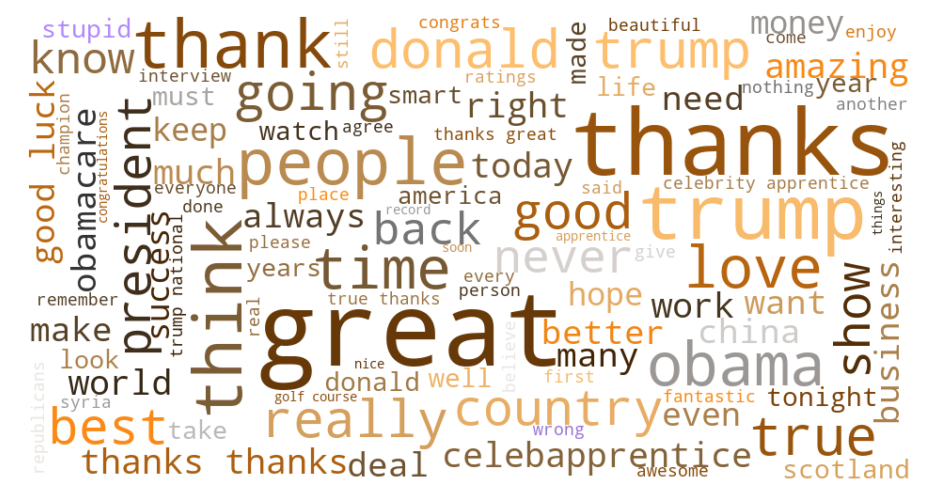 stupid
thank
still
congrats
donald
made
beautiful
money
come
enjoy
know
trump
amazing
interview
ratings
life
nothing
year
good luck
champion
congratulations
obamacare
president
must
going
smart
right
need
another
thanks
keep
watch
agree
thanks great
much
people
today
everyone
place
america
said
celebrity apprentice
things
interesting
done
always
record
back
good
trump
success
trump national
think
please
soon
apprentice
never
give
love
years
time
every
person
remember
real
true thanks
hope
work
want
show
business
make
great
better
china
believe
many
obama
look
nice
world
donald
well
first
republicans
syria
golf course
fantastic
tonight
best
take
really
country
wrong
even
true
thanks thanks
deal
celebapprentice
awesome
scotland